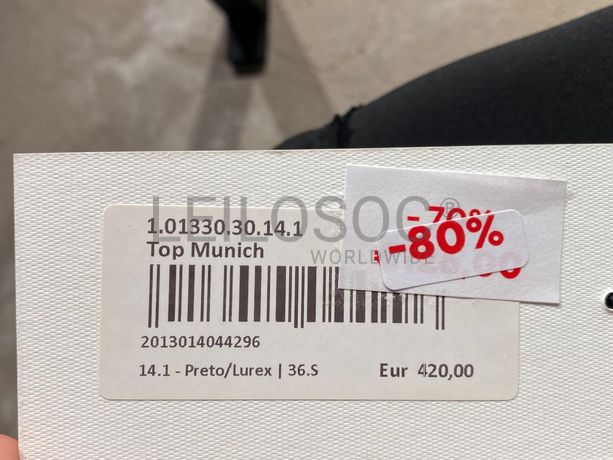 1.01330.30.14.1
Top Munich
LEILOSOC®
WORLDWIDE
-70%
-80%
2013014044296
14.1 - Preto/Lurex | 36.S
Eur 420,00